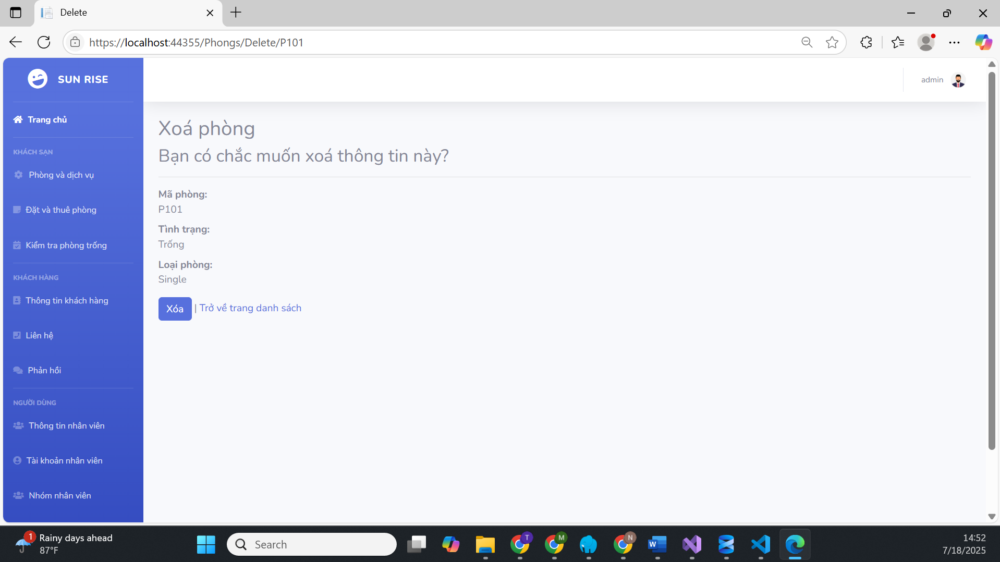 Delete
https://localhost:44355/Phongs/Delete/P101
SUN RISE
admin
Trang chủ
KHÁCH SẠN
Phòng và dịch vụ
Đặt và thuê phòng
Kiểm tra phòng trống
KHÁCH HÀNG
Thông tin khách hàng
Liên hệ
Phản hồi
NGƯỜI DÙNG
Thông tin nhân viên
Tài khoản nhân viên
Nhóm nhân viên
Xoá phòng
Bạn có chắc muốn xoá thông tin này?
Mã phòng:
P101
Tình trạng:
Trống
Loại phòng:
Single
Xóa | Trở về trang danh sách
1
Rainy days ahead
87°F
Search
T
M
N
W
14:52
7/18/2025